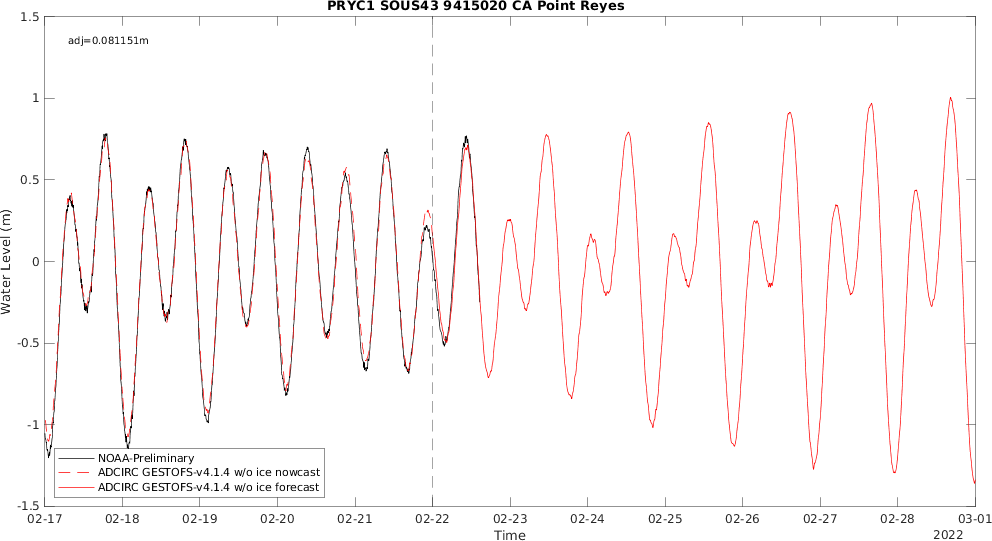 PRYC1 SOUS43 9415020 CA Point Reyes
adj=0.081151m
1.5
1
0.5
0
-0.5
-1
-1.5
Water Level (m)
NOAA-Preliminary
ADCIRC GESTOFS-v4.1.4 w/o ice nowcast
ADCIRC GESTOFS-v4.1.4 w/o ice forecast
02-17 02-18 02-19 02-20 02-21 02-22 02-23 02-24 02-25 02-26 02-27 02-28 03-01
Time
2022